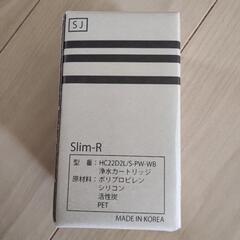 SJ
Slim-R
型 番：HC22D2L/S-PW-WB
浄水カートリッジ
原材料：ポリプロピレン
シリコン
活性炭
PET
MADE IN KOREA